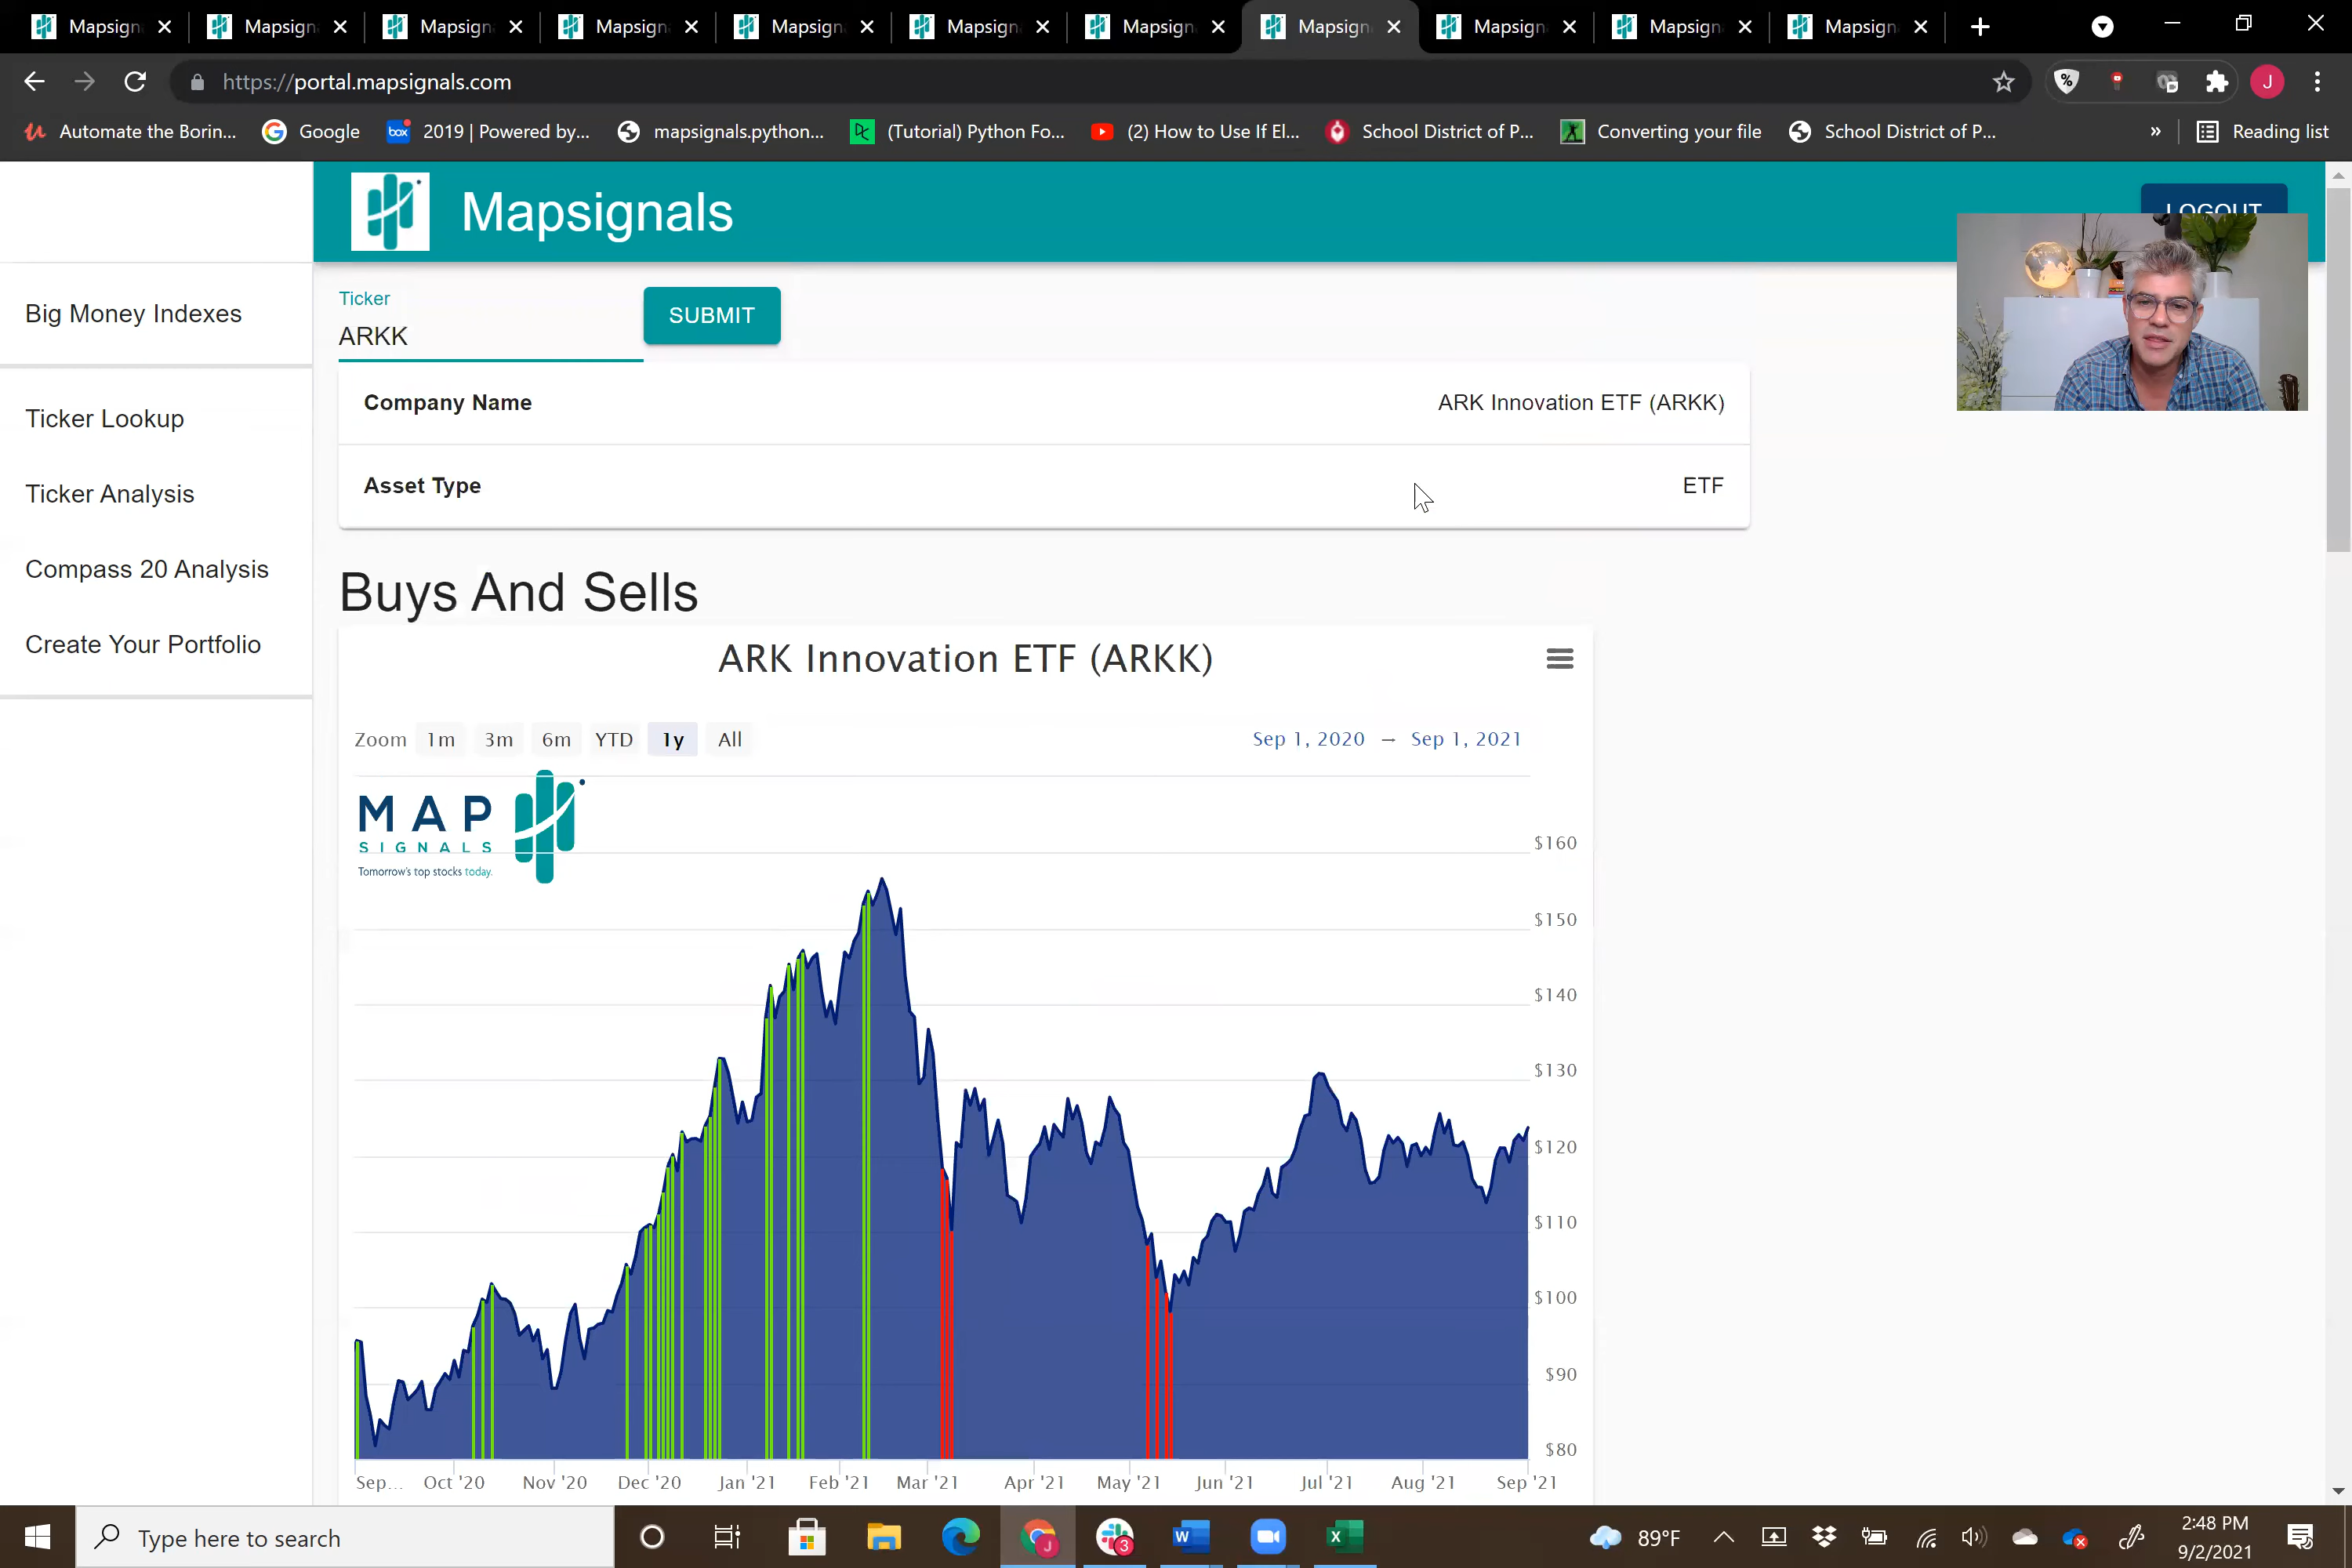 Mapsign Mapsign Mapsign Mapsign Mapsign Mapsign Mapsign Mapsign Mapsign Mapsign Mapsign
https://portal.mapsignals.com
J
Automate the Borin... Google box 2019 | Powered by... mapsignals.python... (Tutorial) Python Fo... (2) How to Use If El... School District of P... Converting your file School District of P... » Reading list
Mapsignals
LOGOUT
Big Money Indexes
Ticker Lookup
Ticker Analysis
Compass 20 Analysis
Create Your Portfolio
Ticker
ARKK
SUBMIT
Company Name ARK Innovation ETF (ARKK)
Asset Type ETF
Buys And Sells
ARK Innovation ETF (ARKK)
Zoom 1m 3m 6m YTD 1y All Sep 1, 2020 → Sep 1, 2021
MAP
SIGNALS
Tomorrow's top stocks today.
$160
$150
$140
$130
$120
$110
$100
$90
$80
Sep... Oct '20 Nov '20 Dec '20 Jan '21 Feb '21 Mar '21 Apr '21 May '21 Jun '21 Jul '21 Aug '21 Sep '21
Type here to search
3
W
X
89°F
2:48 PM
9/2/2021